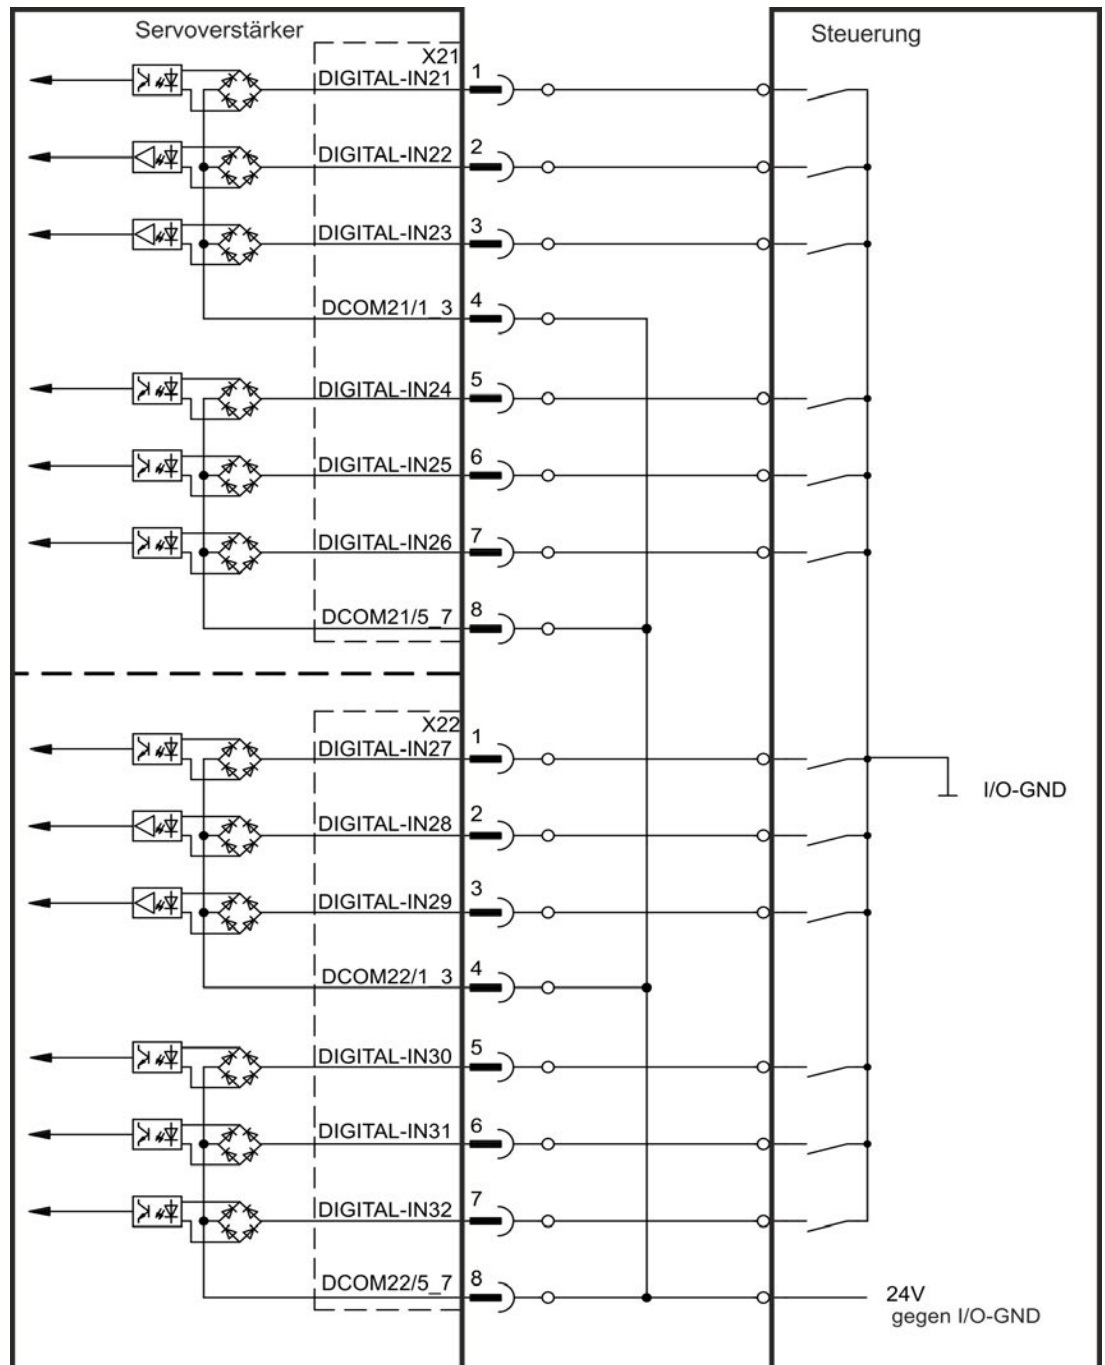 Servoverstärker
Steuerung
X21
DIGITAL-IN21 1
DIGITAL-IN22 2
DIGITAL-IN23 3
DCOM21/1_3 4
DIGITAL-IN24 5
DIGITAL-IN25 6
DIGITAL-IN26 7
DCOM21/5_7 8
X22
DIGITAL-IN27 1
I/O-GND
DIGITAL-IN28 2
DIGITAL-IN29 3
DCOM22/1_3 4
DIGITAL-IN30 5
DIGITAL-IN31 6
DIGITAL-IN32 7
DCOM22/5_7 8
24V
gegen I/O-GND